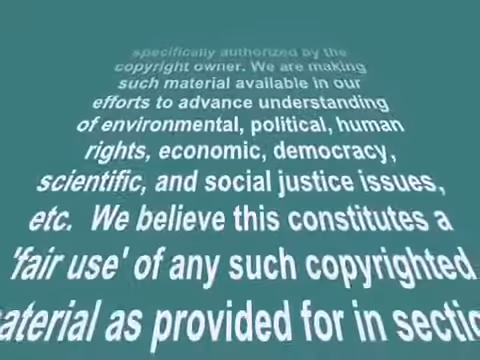 specifically authorized by the
copyright owner. We are making
such material available in our
efforts to advance understanding
of environmental, political, human
rights, economic, democracy,
scientific, and social justice issues,
etc. We believe this constitutes a
'fair use' of any such copyrighted
aterial as provided for in sectio